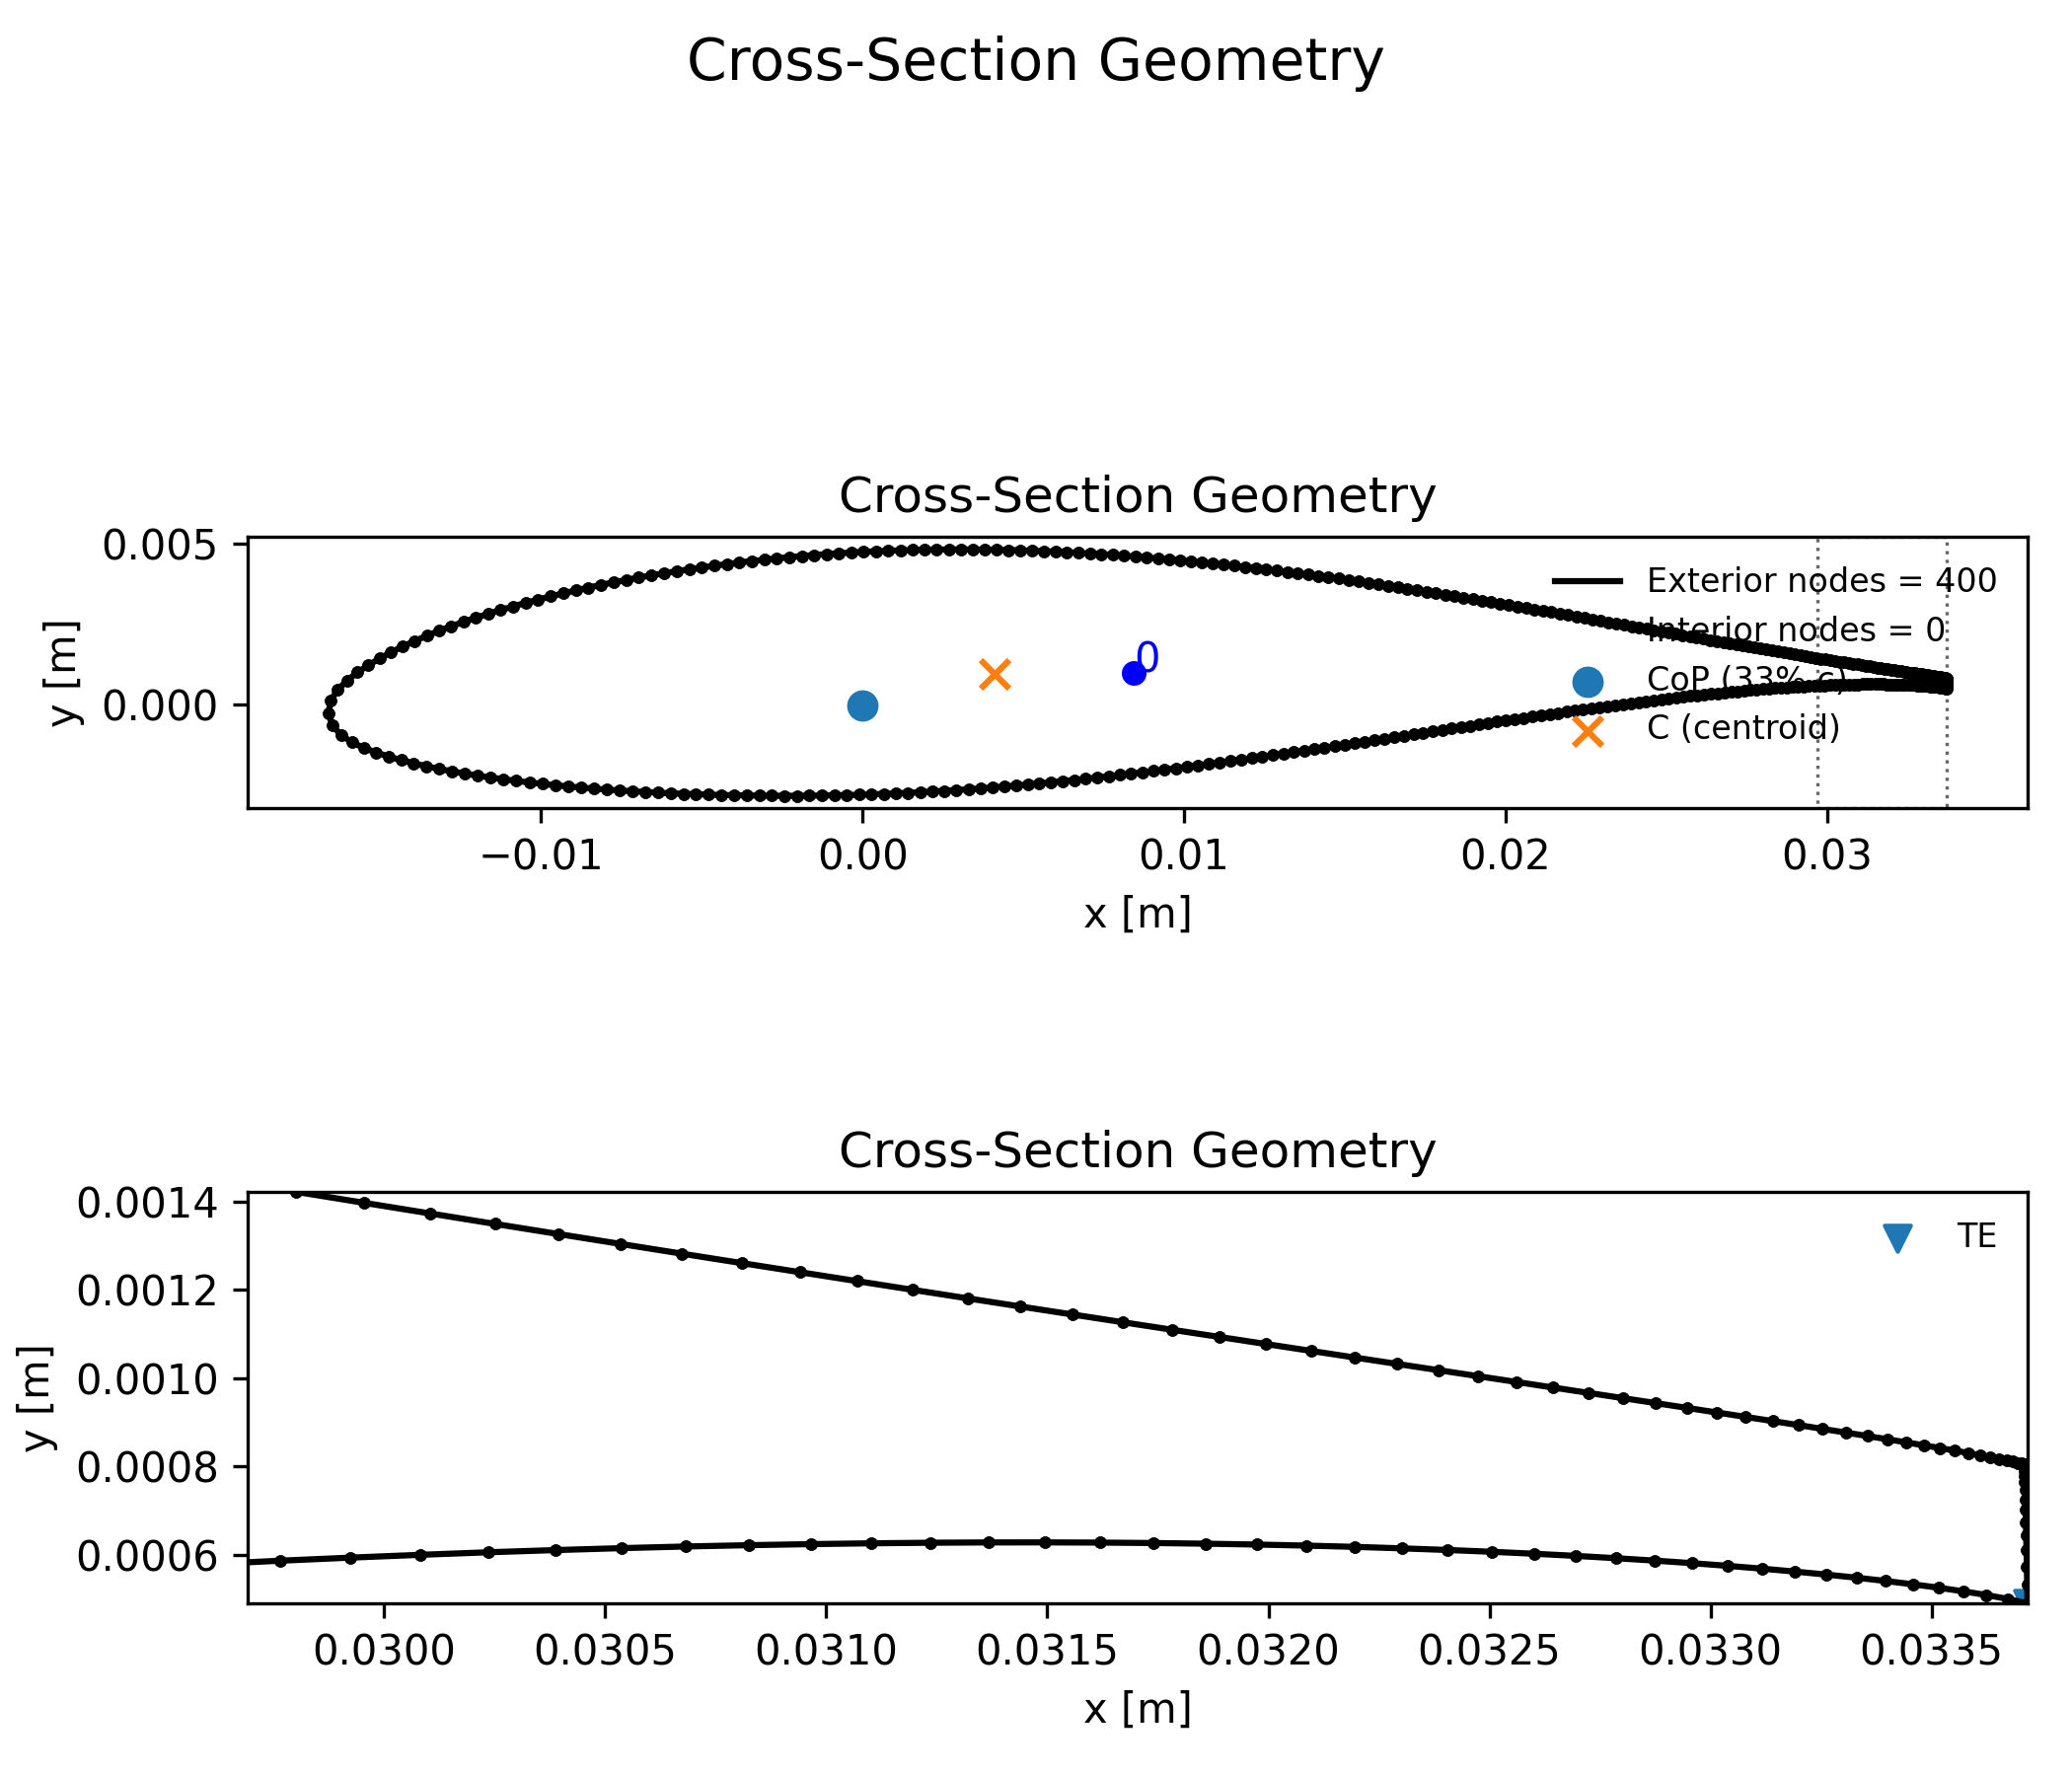 Cross-Section Geometry
Cross-Section Geometry
0.005
0.000
y [m]
0
Exterior nodes = 400
Interior nodes = 0
CoP (33% c)
C (centroid)
−0.01
0.00
0.01
0.02
0.03
x [m]
Cross-Section Geometry
0.0014
0.0012
0.0010
0.0008
0.0006
y [m]
TE
0.0300
0.0305
0.0310
0.0315
0.0320
0.0325
0.0330
0.0335
x [m]